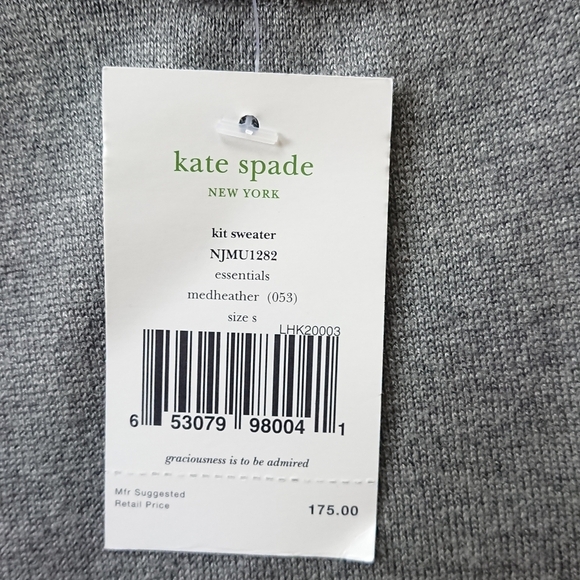 kate spade
NEW YORK
kit sweater
NJMU1282
essentials
medheather (053)
size s
LHK20003
6 53079 98004 1
graciousness is to be admired
Mfr Suggested
Retail Price
175.00